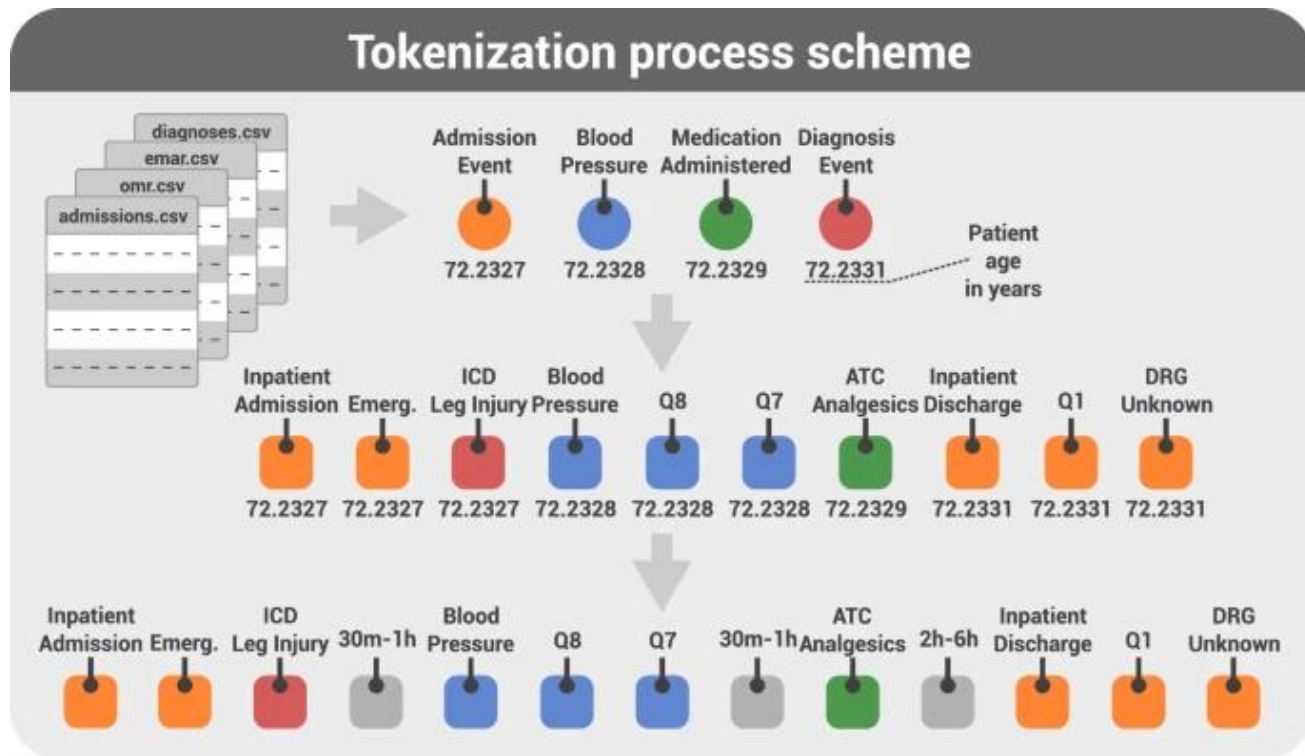 Tokenization process scheme
diagnoses.csv
emar.csv
omr.csv
admissions.csv
Admission Blood Medication Diagnosis
Event Pressure Administered Event
72.2327 72.2328 72.2329 72.2331
Patient
age
in years
Inpatient ICD Blood ATC Inpatient DRG
Admission Emerg. Leg Injury Pressure Q8 Q7 Analgesics Discharge Q1 Unknown
72.2327 72.2327 72.2327 72.2328 72.2328 72.2328 72.2329 72.2331 72.2331 72.2331
Inpatient ICD Blood ATC Inpatient DRG
Admission Emerg. Leg Injury 30m-1h Pressure Q8 Q7 30m-1h Analgesics 2h-6h Discharge Q1 Unknown